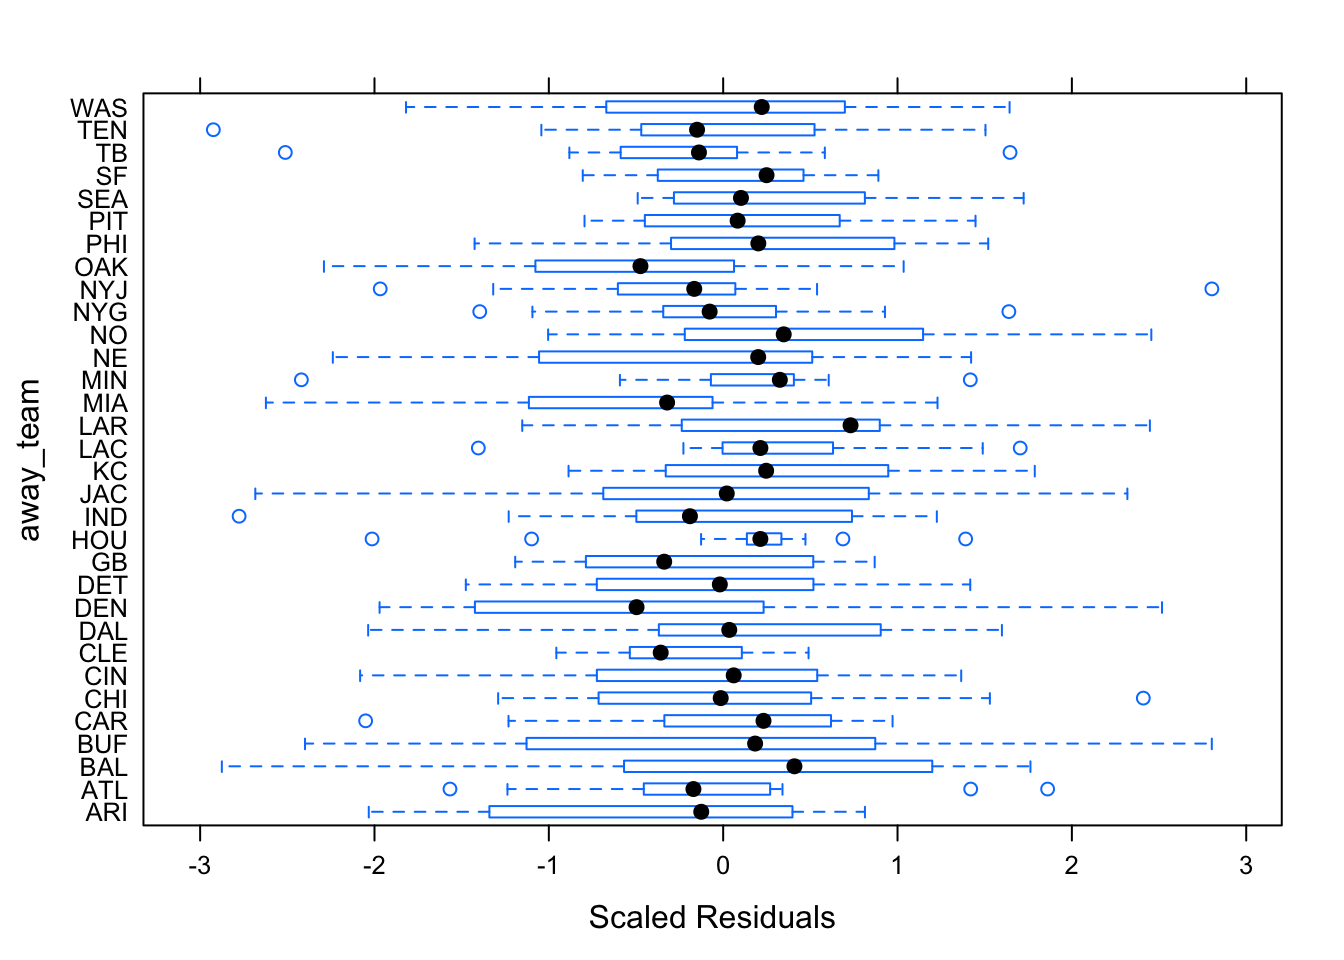 WAS
TEN
TB
SF
SEA
PIT
PHI
OAK
NYJ
NYG
NO
NE
MIN
MIA
LAR
LAC
KC
JAC
IND
HOU
GB
DET
DEN
DAL
CLE
CIN
CHI
CAR
BUF
BAL
ATL
ARI
away_team
-3 -2 -1 0 1 2 3
Scaled Residuals